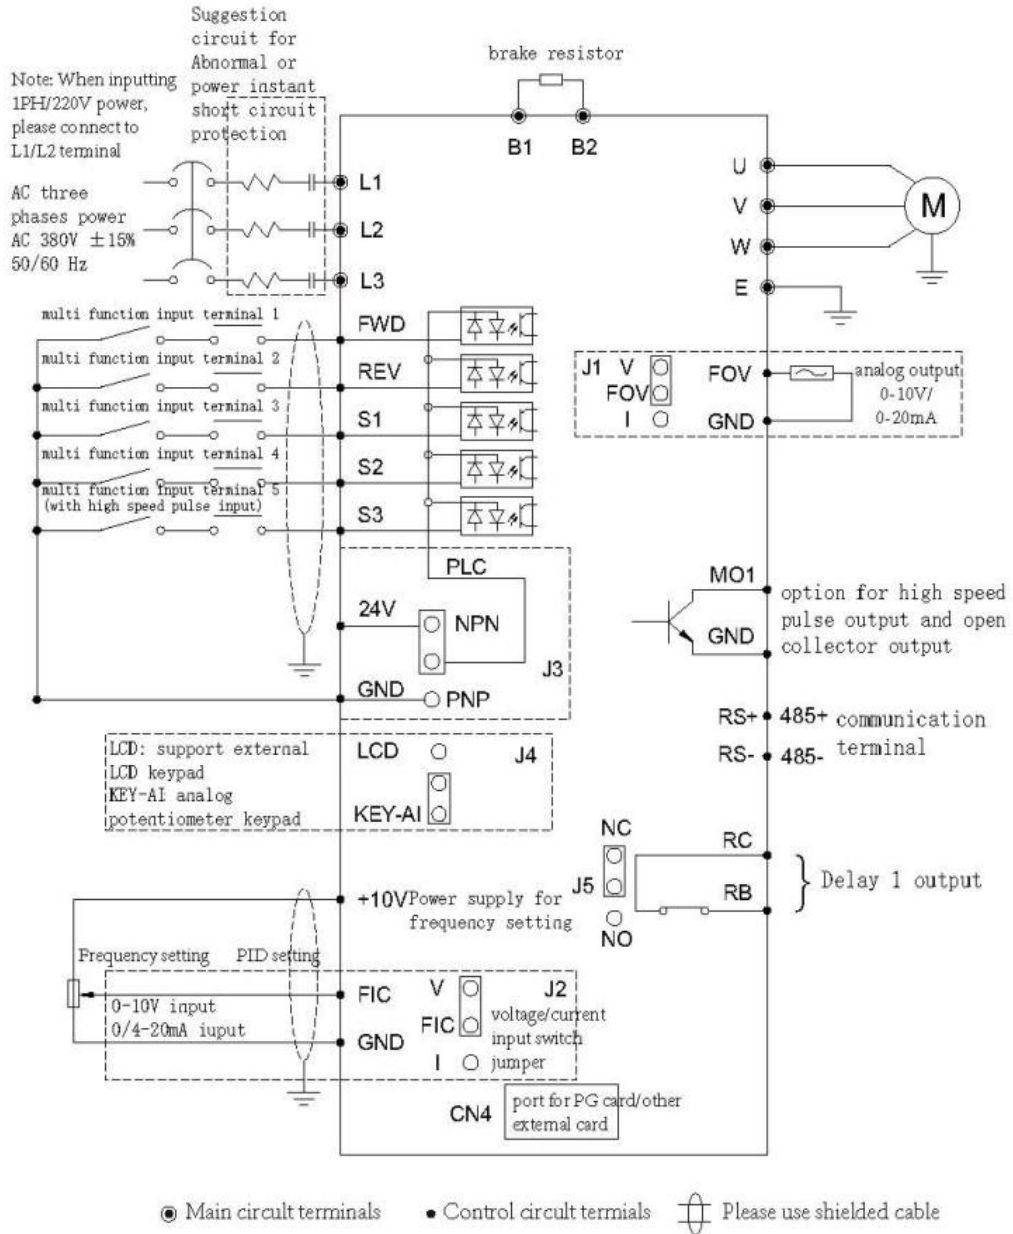 Suggestion
circuit for
Abnormal or
power instant
short circuit
protection
Note: When inputting
1PH/220V power,
please connect to
L1/L2 terminal
AC three
phases power
AC 380V ±15%
50/60 Hz
brake resistor
B1 B2
L1
L2
L3
U
V
W
E
M
multi function input terminal 1
FWD
multi function input terminal 2
REV
multi function input terminal 3
S1
multi function input terminal 4
S2
multi function input terminal 5
(with high speed pulse input)
S3
J1 V
FOV
I
FOV
GND
analog output
0-10V/
0-20mA
PLC
24V
NPN
J3
GND
PNP
MO1
GND
option for high speed
pulse output and open
collector output
RS+ 485+
RS- 485-
communication
terminal
LCD: support external
LCD keypad
KEY-AI analog
potentiometer keypad
LCD
J4
KEY-AI
NC
J5
NO
RC
RB
Delay 1 output
+10V Power supply for
frequency setting
Frequency setting PID setting
0-10V input
0/4-20mA iuput
FIC
GND
V
FIC
I
J2
voltage/current
input switch
jumper
CN4
port for PG card/other
external card
Main circult terminals
Control circult termials
Please use shielded cable